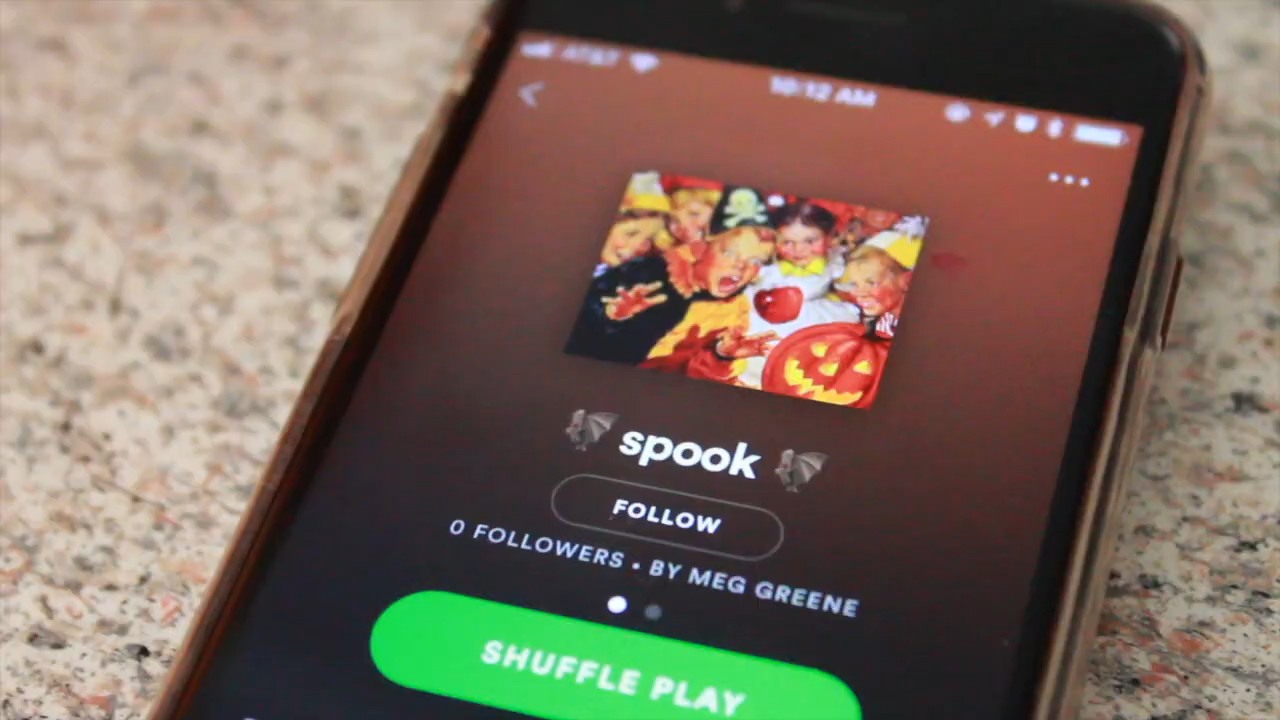 AT&T 10:12 AM
spook
FOLLOW
0 FOLLOWERS • BY MEG GREENE
SHUFFLE PLAY